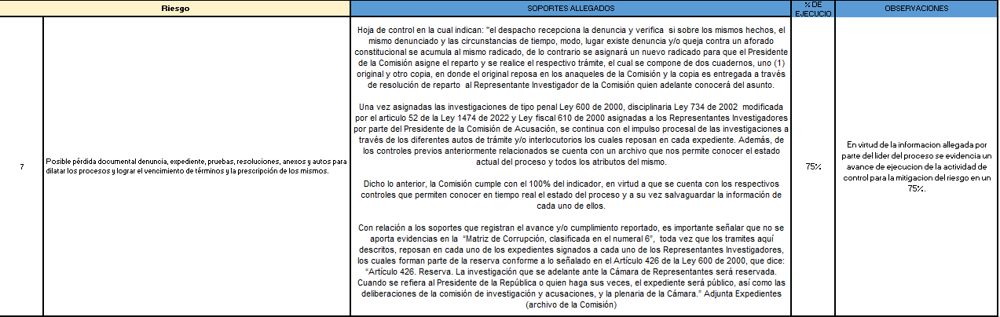 Riesgo
SOPORTES ALLEGADOS
% DE
EJECUCIO
OBSERVACIONES
7
Posible pérdida documental denuncia, expediente, pruebas, resoluciones, anexos y autos para
dilatar los procesos y lograr el vencimiento de términos y la prescripción de los mismos.
Hoja de control en la cual indican: "el despacho recepciona la denuncia y verifica si sobre los mismos hechos, el
mismo denunciado y las circunstancias de tiempo, modo, lugar existe denuncia y/o queja contra un aforado
constitucional se acumula al mismo radicado, de lo contrario se asignará un nuevo radicado para que el Presidente
de la Comisión asigne el reparto y se realice el respectivo trámite, el cual se compone de dos cuadernos, uno (1)
original y otro copia, en donde el original reposa en los anaqueles de la Comisión y la copia es entregada a través
de resolución de reparto al Representante Investigador de la Comisión quien adelante conocerá del asunto.
Una vez asignadas las investigaciones de tipo penal Ley 600 de 2000, disciplinaria Ley 734 de 2002 modificada
por el articulo 52 de la Ley 1474 de 2022 y Ley fiscal 610 de 2000 asignadas a los Representantes Investigadores
por parte del Presidente de la Comisión de Acusación, se continua con el impulso procesal de las investigaciones a
través de los diferentes autos de trámite y/o interlocutorios los cuales reposan en cada expediente. Además, de
los controles previos anteriormente relacionados se cuenta con un archivo que nos permite conocer el estado
actual del proceso y todos los atributos del mismo.
Dicho lo anterior, la Comisión cumple con el 100% del indicador, en virtud a que se cuenta con los respectivos
controles que permiten conocer en tiempo real el estado del proceso y a su vez salvaguardar la información de
cada uno de ellos.
Con relación a los soportes que registran el avance y/o cumplimiento reportado, es importante señalar que no se
aporta evidencias en la “Matriz de Corrupción, clasificada en el numeral 6”, toda vez que los tramites aquí
descritos, reposan en cada uno de los expedientes signados a cada uno de los Representantes Investigadores,
los cuales forman parte de la reserva conforme a lo señalado en el Artículo 426 de la Ley 600 de 2000, que dice:
“Artículo 426. Reserva. La investigación que se adelante ante la Cámara de Representantes será reservada.
Cuando se refiera al Presidente de la República o quien haga sus veces, el expediente será público, así como las
deliberaciones de la comisión de investigación y acusaciones, y la plenaria de la Cámara.” Adjunta Expedientes
(archivo de la Comisión)
75%
En virtud de la informacion allegada por
parte del lider del proceso se evidencia un
avance de ejecucion de la actividad de
control para la mitigacion del riesgo en un
75%.